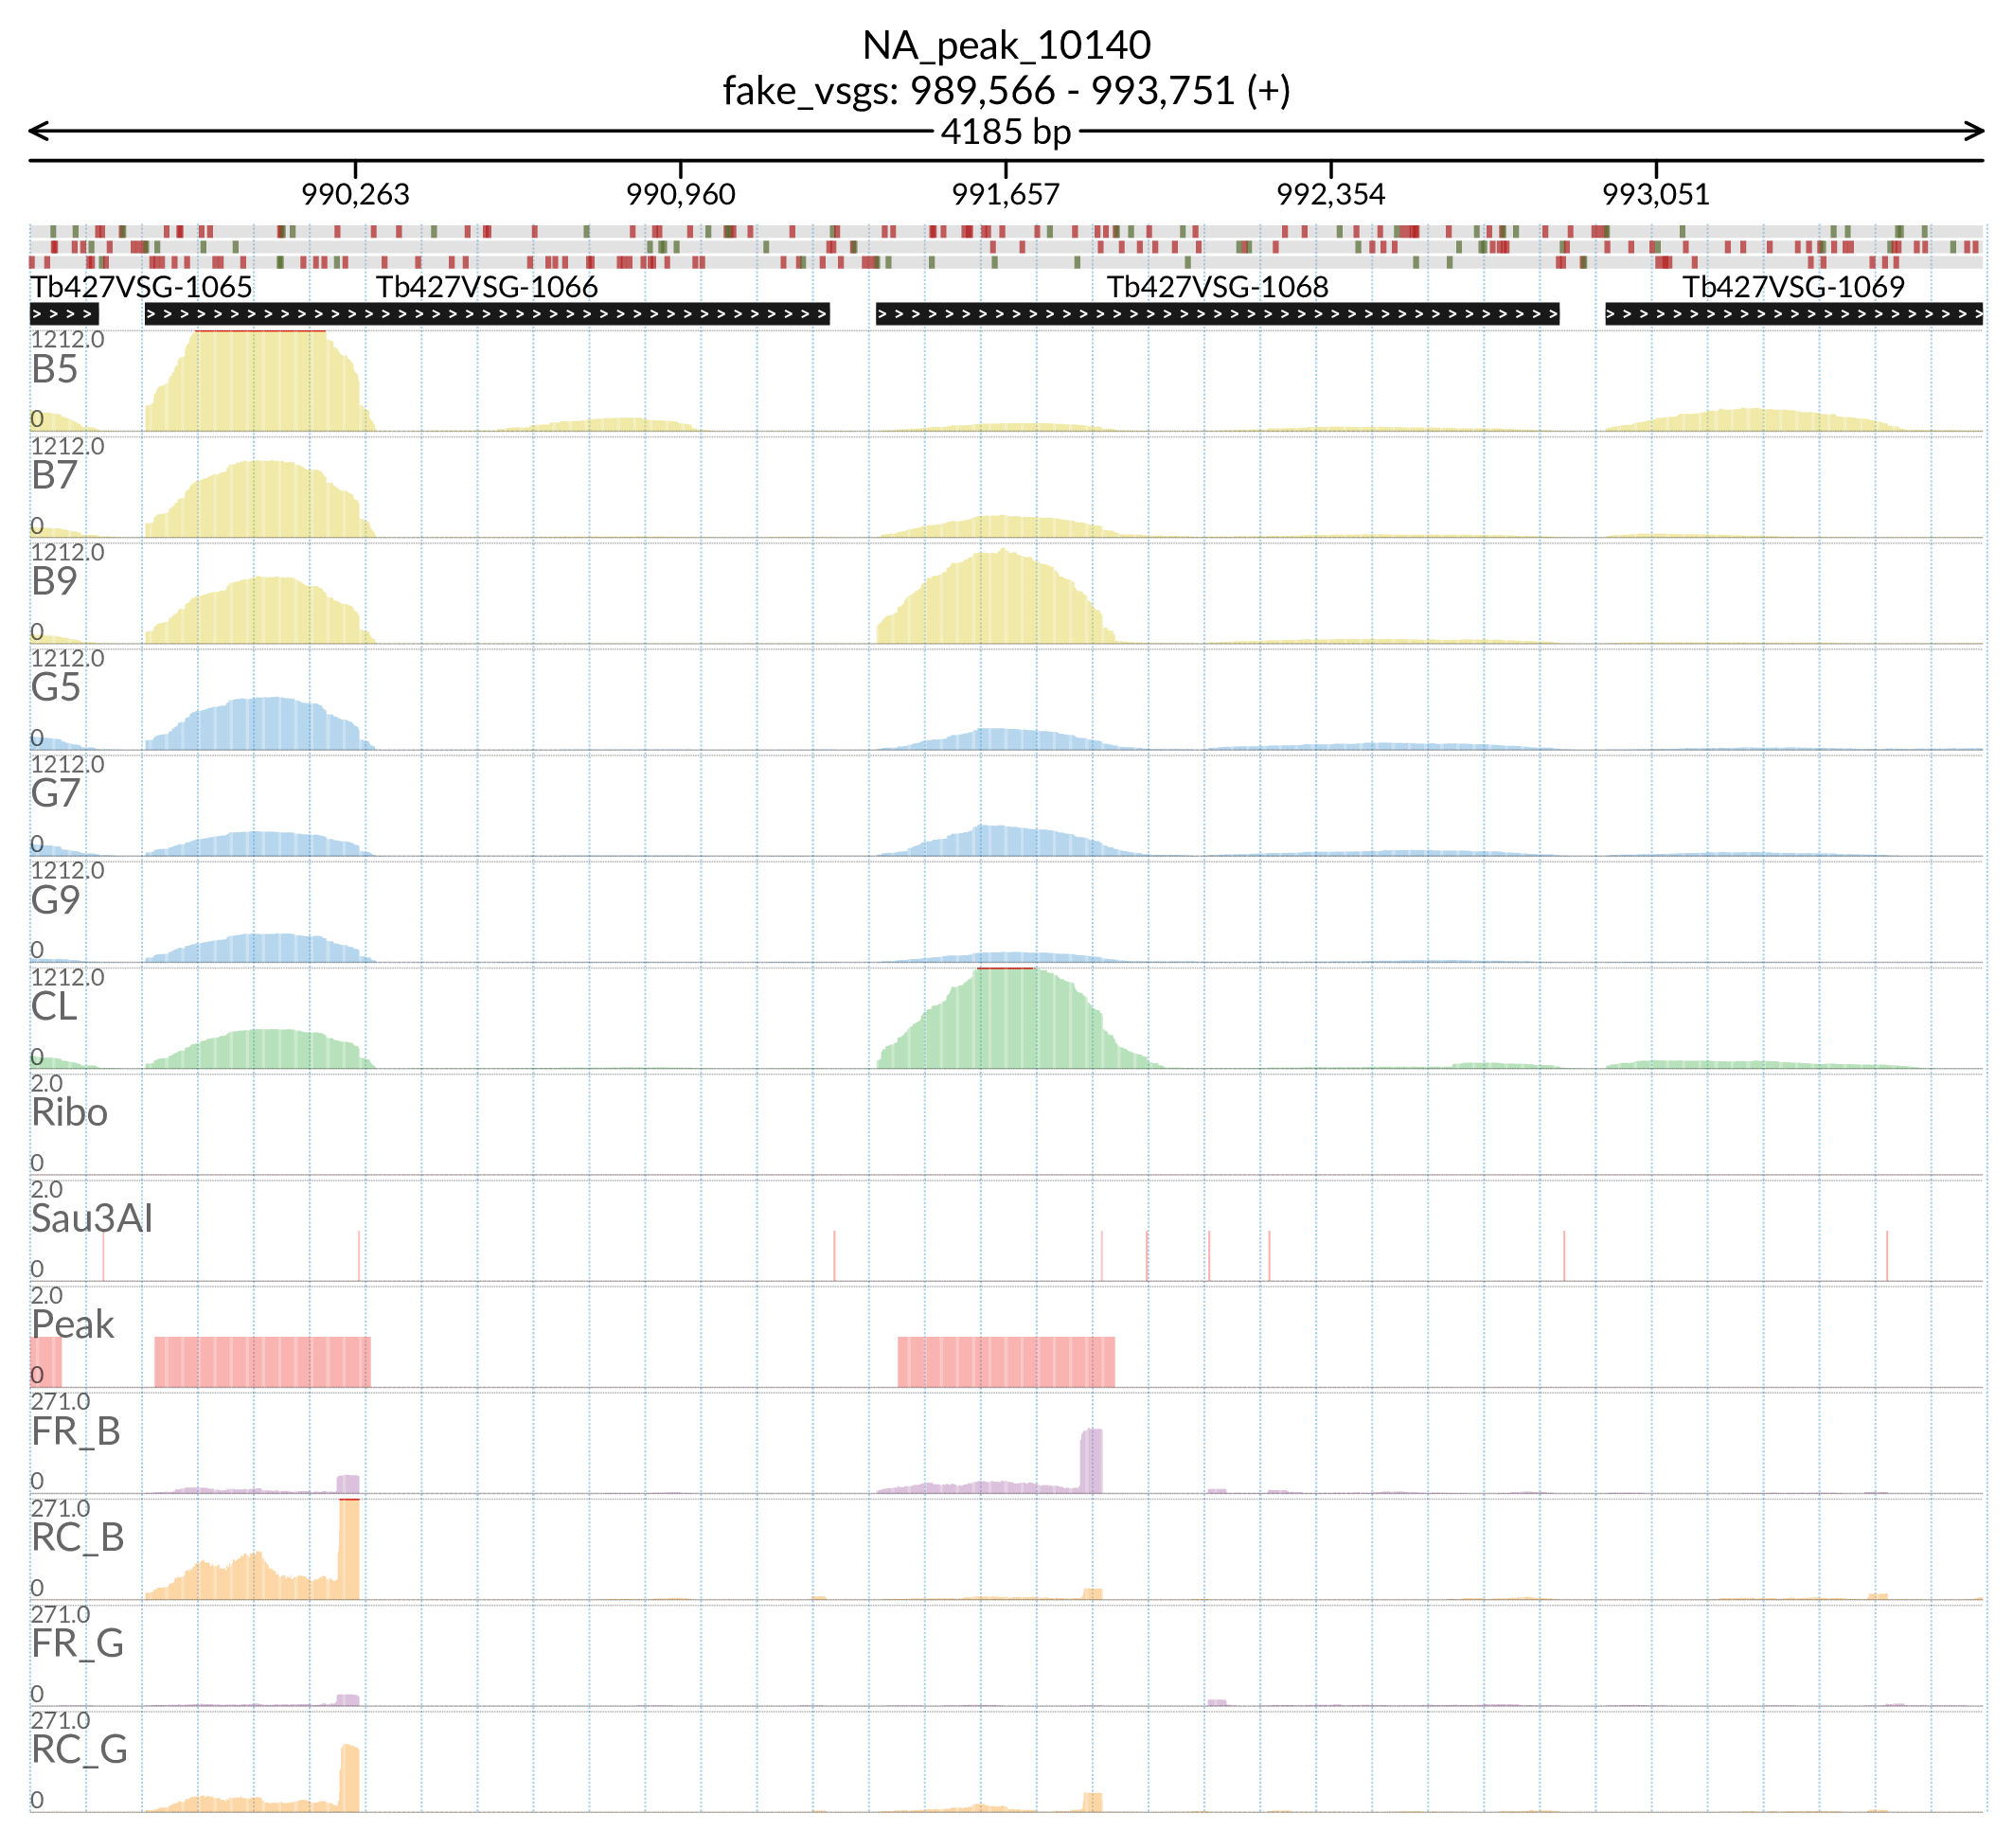 NA_peak_10140
fake_vsgs: 989,566 - 993,751 (+)
4185 bp
990,263 990,960 991,657 992,354 993,051
Tb427VSG-1065 Tb427VSG-1066 Tb427VSG-1068 Tb427VSG-1069
1212.0
B5
0
1212.0
B7
0
1212.0
B9
0
1212.0
G5
0
1212.0
G7
0
1212.0
G9
0
1212.0
CL
0
2.0
Ribo
0
2.0
Sau3AI
0
2.0
Peak
0
271.0
FR_B
0
271.0
RC_B
0
271.0
FR_G
0
271.0
RC_G
0